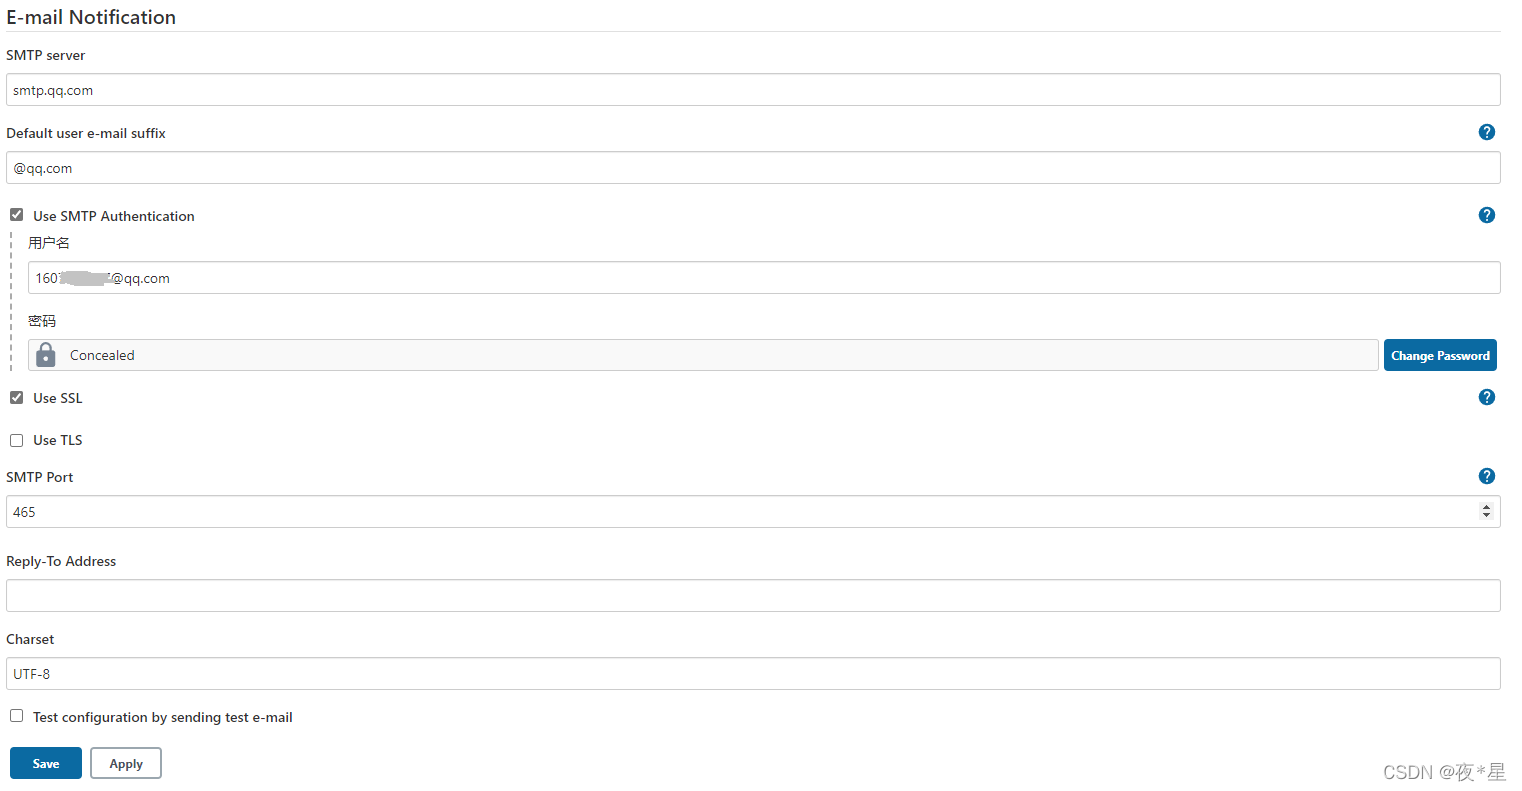 E-mail Notification
SMTP server
smtp.qq.com
Default user e-mail suffix
?
@qq.com
Use SMTP Authentication
?
用户名
160 @qq.com
密码
Concealed
Change Password
Use SSL
?
Use TLS
SMTP Port
?
465
Reply-To Address
Charset
UTF-8
Test configuration by sending test e-mail
Save
Apply
CSDN @夜*星